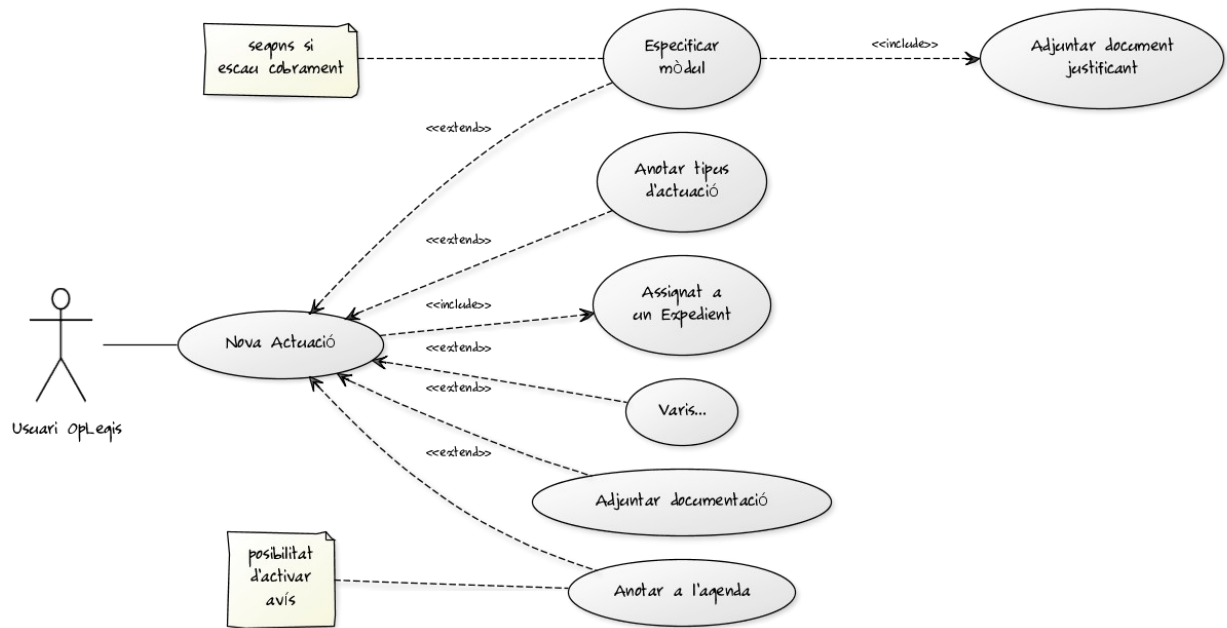 segons si
escau cobrament
Especificar
mòdul
<<include>>
Adjuntar document
justificant
<<extend>>
Anotar tipus
d'actuació
<<extend>>
Assignat a
un Expedient
<<include>>
Nova Actuació
<<extend>>
Varis...
<<extend>>
Usuari OpLegis
<<extend>>
Adjuntar documentació
posibilitat
d'activar
avís
Anotar a l'agenda